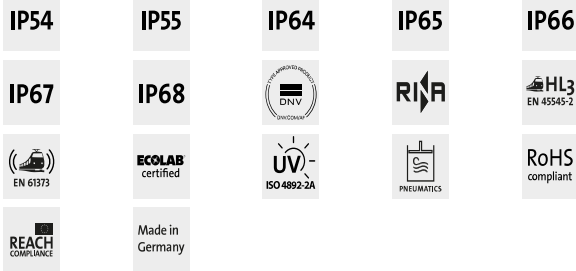 IP54
IP55
IP64
IP65
IP66
IP67
IP68
TYPE APPROVED PRODUCT
DNV
DNV.COM/AF
RINA
HL3
EN 45545-2
EN 61373
ECOLAB
certified
UV
ISO 4892-2A
PNEUMATICS
RoHS
compliant
REACH
COMPLIANCE
Made in
Germany